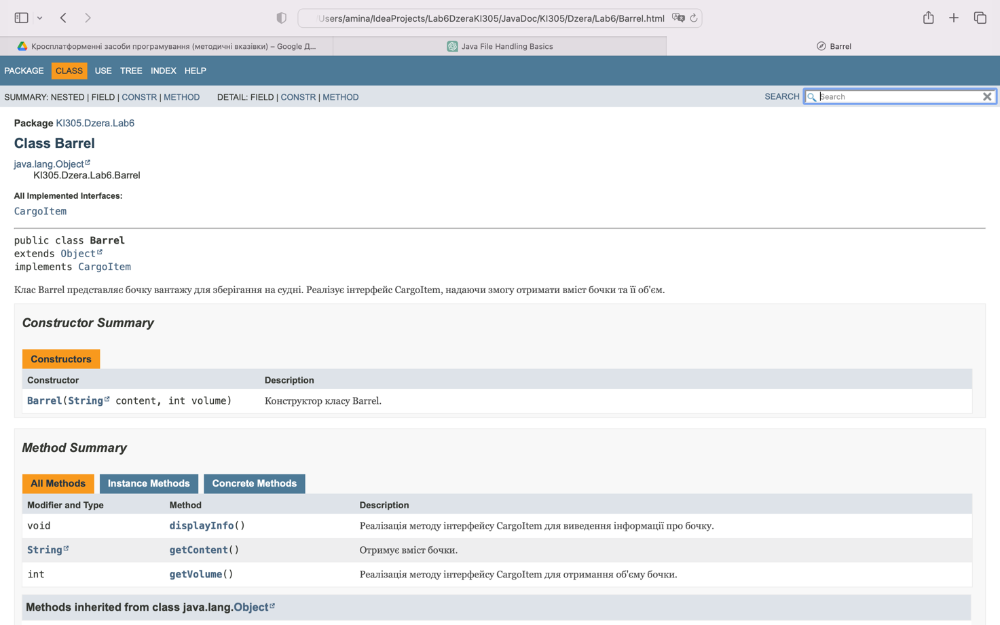 Users/amina/IdeaProjects/Lab6DzeraKI305/JavaDoc/KI305/Dzera/Lab6/Barrel.html
Кросплатформенні засоби програмування (методичні вказівки) – Google Д...
Java File Handling Basics
Barrel
PACKAGE CLASS USE TREE INDEX HELP
SUMMARY: NESTED | FIELD | CONSTR | METHOD DETAIL: FIELD | CONSTR | METHOD SEARCH Search
Package KI305.Dzera.Lab6
Class Barrel
java.lang.Object
KI305.Dzera.Lab6.Barrel
All Implemented Interfaces:
CargoItem
public class Barrel
extends Object
implements CargoItem
Клас Barrel представляє бочку вантажу для зберігання на судні. Реалізує інтерфейс CargoItem, надаючи змогу отримати вміст бочки та її об'єм.
Constructor Summary
Constructors
Constructor Description
Barrel(String content, int volume) Конструктор класу Barrel.
Method Summary
All Methods Instance Methods Concrete Methods
Modifier and Type Method Description
void displayInfo() Реалізація методу інтерфейсу CargoItem для виведення інформації про бочку.
String getContent() Отримує вміст бочки.
int getVolume() Реалізація методу інтерфейсу CargoItem для отримання об'єму бочки.
Methods inherited from class java.lang.Object